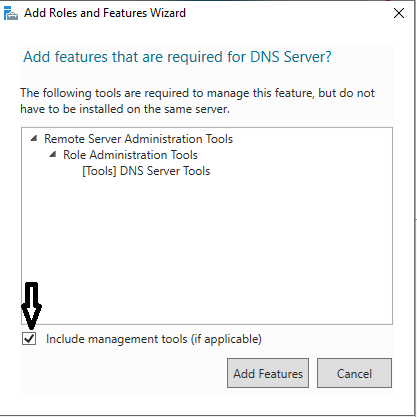 Add Roles and Features Wizard
Add features that are required for DNS Server?
The following tools are required to manage this feature, but do not
have to be installed on the same server.
Remote Server Administration Tools
Role Administration Tools
[Tools] DNS Server Tools
Include management tools (if applicable)
Add Features
Cancel